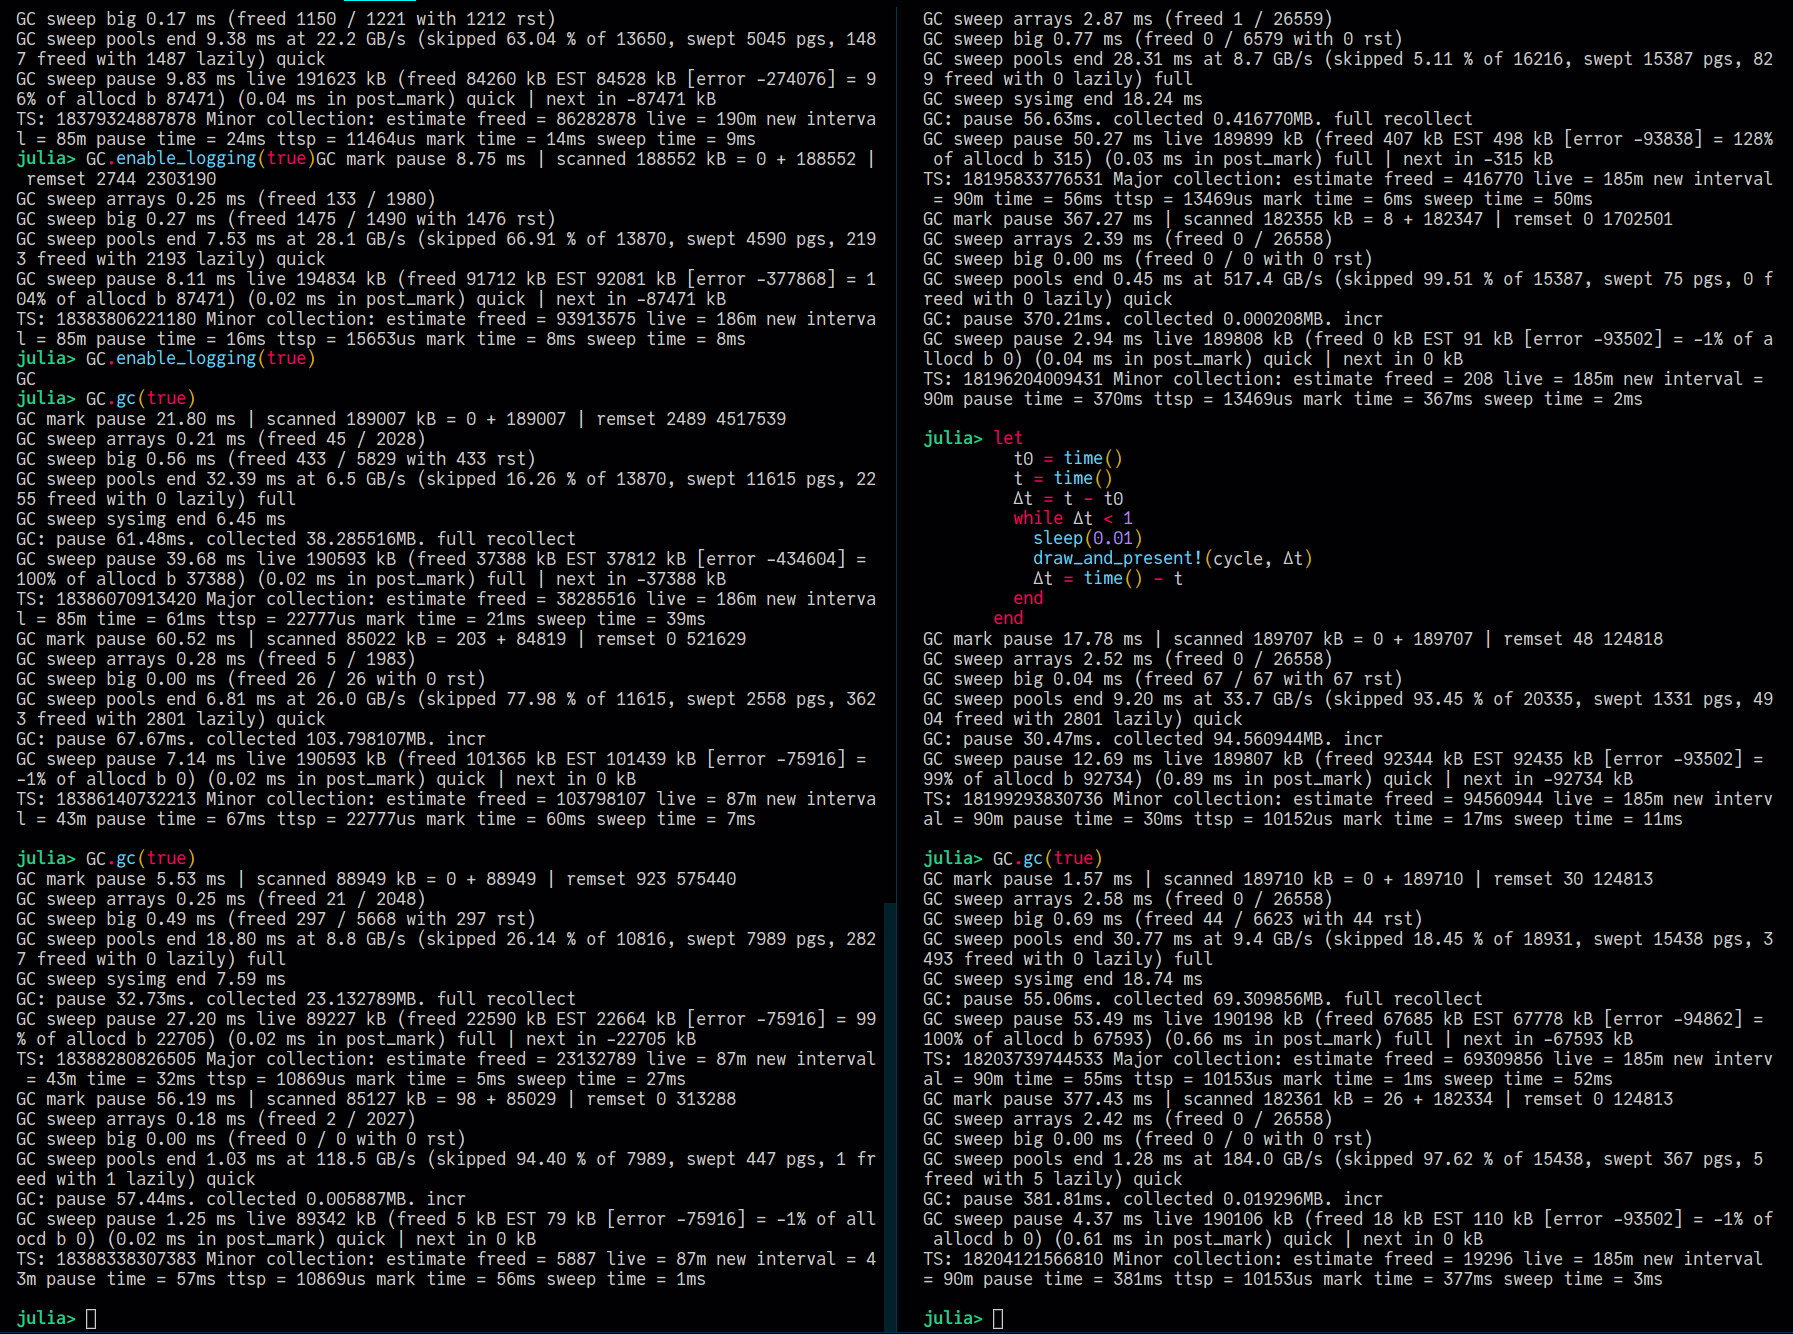 GC sweep big 0.17 ms (freed 1150 / 1221 with 1212 rst)
GC sweep pools end 9.38 ms at 22.2 GB/s (skipped 63.04 % of 13650, swept 5045 pgs, 148
7 freed with 1487 lazily) quick
GC sweep pause 9.83 ms live 191623 kB (freed 84260 kB EST 84528 kB [error -274076] = 9
6% of allocd b 87471) (0.04 ms in post_mark) quick | next in -87471 kB
TS: 18379324887878 Minor collection: estimate freed = 86282878 live = 190m new interva
l = 85m pause time = 24ms ttsp = 11464us mark time = 14ms sweep time = 9ms
julia> GC.enable_logging(true)GC mark pause 8.75 ms | scanned 188552 kB = 0 + 188552 |
 remset 2744 2303190
GC sweep arrays 0.25 ms (freed 133 / 1980)
GC sweep big 0.27 ms (freed 1475 / 1490 with 1476 rst)
GC sweep pools end 7.53 ms at 28.1 GB/s (skipped 66.91 % of 13870, swept 4590 pgs, 219
3 freed with 2193 lazily) quick
GC sweep pause 8.11 ms live 194834 kB (freed 91712 kB EST 92081 kB [error -377868] = 1
04% of allocd b 87471) (0.02 ms in post_mark) quick | next in -87471 kB
TS: 18383806221180 Minor collection: estimate freed = 93913575 live = 186m new interva
l = 85m pause time = 16ms ttsp = 15653us mark time = 8ms sweep time = 8ms
julia> GC.enable_logging(true)
GC
julia> GC.gc(true)
GC mark pause 21.80 ms | scanned 189007 kB = 0 + 189007 | remset 2489 4517539
GC sweep arrays 0.21 ms (freed 45 / 2028)
GC sweep big 0.56 ms (freed 433 / 5829 with 433 rst)
GC sweep pools end 32.39 ms at 6.5 GB/s (skipped 16.26 % of 13870, swept 11615 pgs, 22
55 freed with 0 lazily) full
GC sweep sysimg end 6.45 ms
GC: pause 61.48ms. collected 38.285516MB. full recollect
GC sweep pause 39.68 ms live 190593 kB (freed 37388 kB EST 37812 kB [error -434604] =
100% of allocd b 37388) (0.02 ms in post_mark) full | next in -37388 kB
TS: 18386070913420 Major collection: estimate freed = 38285516 live = 186m new interva
l = 85m time = 61ms ttsp = 22777us mark time = 21ms sweep time = 39ms
GC mark pause 60.52 ms | scanned 85022 kB = 203 + 84819 | remset 0 521629
GC sweep arrays 0.28 ms (freed 5 / 1983)
GC sweep big 0.00 ms (freed 26 / 26 with 0 rst)
GC sweep pools end 6.81 ms at 26.0 GB/s (skipped 77.98 % of 11615, swept 2558 pgs, 362
3 freed with 2801 lazily) quick
GC: pause 67.67ms. collected 103.798107MB. incr
GC sweep pause 7.14 ms live 190593 kB (freed 101365 kB EST 101439 kB [error -75916] =
-1% of allocd b 0) (0.02 ms in post_mark) quick | next in 0 kB
TS: 18386140732213 Minor collection: estimate freed = 103798107 live = 87m new interva
l = 43m pause time = 67ms ttsp = 22777us mark time = 60ms sweep time = 7ms
julia> GC.gc(true)
GC mark pause 5.53 ms | scanned 88949 kB = 0 + 88949 | remset 923 575440
GC sweep arrays 0.25 ms (freed 21 / 2048)
GC sweep big 0.49 ms (freed 297 / 5668 with 297 rst)
GC sweep pools end 18.80 ms at 8.8 GB/s (skipped 26.14 % of 10816, swept 7989 pgs, 282
7 freed with 0 lazily) full
GC sweep sysimg end 7.59 ms
GC: pause 32.73ms. collected 23.132789MB. full recollect
GC sweep pause 27.20 ms live 89227 kB (freed 22590 kB EST 22664 kB [error -75916] = 99
% of allocd b 22705) (0.02 ms in post_mark) full | next in -22705 kB
TS: 18388280826505 Major collection: estimate freed = 23132789 live = 87m new interval
 = 43m time = 32ms ttsp = 10869us mark time = 5ms sweep time = 27ms
GC mark pause 56.19 ms | scanned 85127 kB = 98 + 85029 | remset 0 313288
GC sweep arrays 0.18 ms (freed 2 / 2027)
GC sweep big 0.00 ms (freed 0 / 0 with 0 rst)
GC sweep pools end 1.03 ms at 118.5 GB/s (skipped 94.40 % of 7989, swept 447 pgs, 1 fr
eed with 1 lazily) quick
GC: pause 57.44ms. collected 0.005887MB. incr
GC sweep pause 1.25 ms live 89342 kB (freed 5 kB EST 79 kB [error -75916] = -1% of all
ocd b 0) (0.02 ms in post_mark) quick | next in 0 kB
TS: 18388338307383 Minor collection: estimate freed = 5887 live = 87m new interval = 4
3m pause time = 57ms ttsp = 10869us mark time = 56ms sweep time = 1ms
julia>
GC sweep arrays 2.87 ms (freed 1 / 26559)
GC sweep big 0.77 ms (freed 0 / 6579 with 0 rst)
GC sweep pools end 28.31 ms at 8.7 GB/s (skipped 5.11 % of 16216, swept 15387 pgs, 82
9 freed with 0 lazily) full
GC sweep sysimg end 18.24 ms
GC: pause 56.63ms. collected 0.416770MB. full recollect
GC sweep pause 50.27 ms live 189899 kB (freed 407 kB EST 498 kB [error -93838] = 128%
 of allocd b 315) (0.03 ms in post_mark) full | next in -315 kB
TS: 18195833776531 Major collection: estimate freed = 416770 live = 185m new interval
 = 90m time = 56ms ttsp = 13469us mark time = 6ms sweep time = 50ms
GC mark pause 367.27 ms | scanned 182355 kB = 8 + 182347 | remset 0 1702501
GC sweep arrays 2.39 ms (freed 0 / 26558)
GC sweep big 0.00 ms (freed 0 / 0 with 0 rst)
GC sweep pools end 0.45 ms at 517.4 GB/s (skipped 99.51 % of 15387, swept 75 pgs, 0 f
reed with 0 lazily) quick
GC: pause 370.21ms. collected 0.000208MB. incr
GC sweep pause 2.94 ms live 189808 kB (freed 0 kB EST 91 kB [error -93502] = -1% of a
llocd b 0) (0.04 ms in post_mark) quick | next in 0 kB
TS: 18196204009431 Minor collection: estimate freed = 208 live = 185m new interval =
90m pause time = 370ms ttsp = 13469us mark time = 367ms sweep time = 2ms
julia> let
t0 = time()
t = time()
Δt = t - t0
while Δt < 1
sleep(0.01)
draw_and_present!(cycle, Δt)
Δt = time() - t
end
end
GC mark pause 17.78 ms | scanned 189707 kB = 0 + 189707 | remset 48 124818
GC sweep arrays 2.52 ms (freed 0 / 26558)
GC sweep big 0.04 ms (freed 67 / 67 with 67 rst)
GC sweep pools end 9.20 ms at 33.7 GB/s (skipped 93.45 % of 20335, swept 1331 pgs, 49
04 freed with 2801 lazily) quick
GC: pause 30.47ms. collected 94.560944MB. incr
GC sweep pause 12.69 ms live 189807 kB (freed 92344 kB EST 92435 kB [error -93502] =
99% of allocd b 92734) (0.89 ms in post_mark) quick | next in -92734 kB
TS: 18199293830736 Minor collection: estimate freed = 94560944 live = 185m new interv
al = 90m pause time = 30ms ttsp = 10152us mark time = 17ms sweep time = 11ms
julia> GC.gc(true)
GC mark pause 1.57 ms | scanned 189710 kB = 0 + 189710 | remset 30 124813
GC sweep arrays 2.58 ms (freed 0 / 26558)
GC sweep big 0.69 ms (freed 44 / 6623 with 44 rst)
GC sweep pools end 30.77 ms at 9.4 GB/s (skipped 18.45 % of 18931, swept 15438 pgs, 3
493 freed with 0 lazily) full
GC sweep sysimg end 18.74 ms
GC: pause 55.06ms. collected 69.309856MB. full recollect
GC sweep pause 53.49 ms live 190198 kB (freed 67685 kB EST 67778 kB [error -94862] =
100% of allocd b 67593) (0.66 ms in post_mark) full | next in -67593 kB
TS: 18203739744533 Major collection: estimate freed = 69309856 live = 185m new interv
al = 90m time = 55ms ttsp = 10153us mark time = 1ms sweep time = 52ms
GC mark pause 377.43 ms | scanned 182361 kB = 26 + 182334 | remset 0 124813
GC sweep arrays 2.42 ms (freed 0 / 26558)
GC sweep big 0.00 ms (freed 0 / 0 with 0 rst)
GC sweep pools end 1.28 ms at 184.0 GB/s (skipped 97.62 % of 15438, swept 367 pgs, 5
freed with 5 lazily) quick
GC: pause 381.81ms. collected 0.019296MB. incr
GC sweep pause 4.37 ms live 190106 kB (freed 18 kB EST 110 kB [error -93502] = -1% of
 allocd b 0) (0.61 ms in post_mark) quick | next in 0 kB
TS: 18204121566810 Minor collection: estimate freed = 19296 live = 185m new interval
= 90m pause time = 381ms ttsp = 10153us mark time = 377ms sweep time = 3ms
julia>